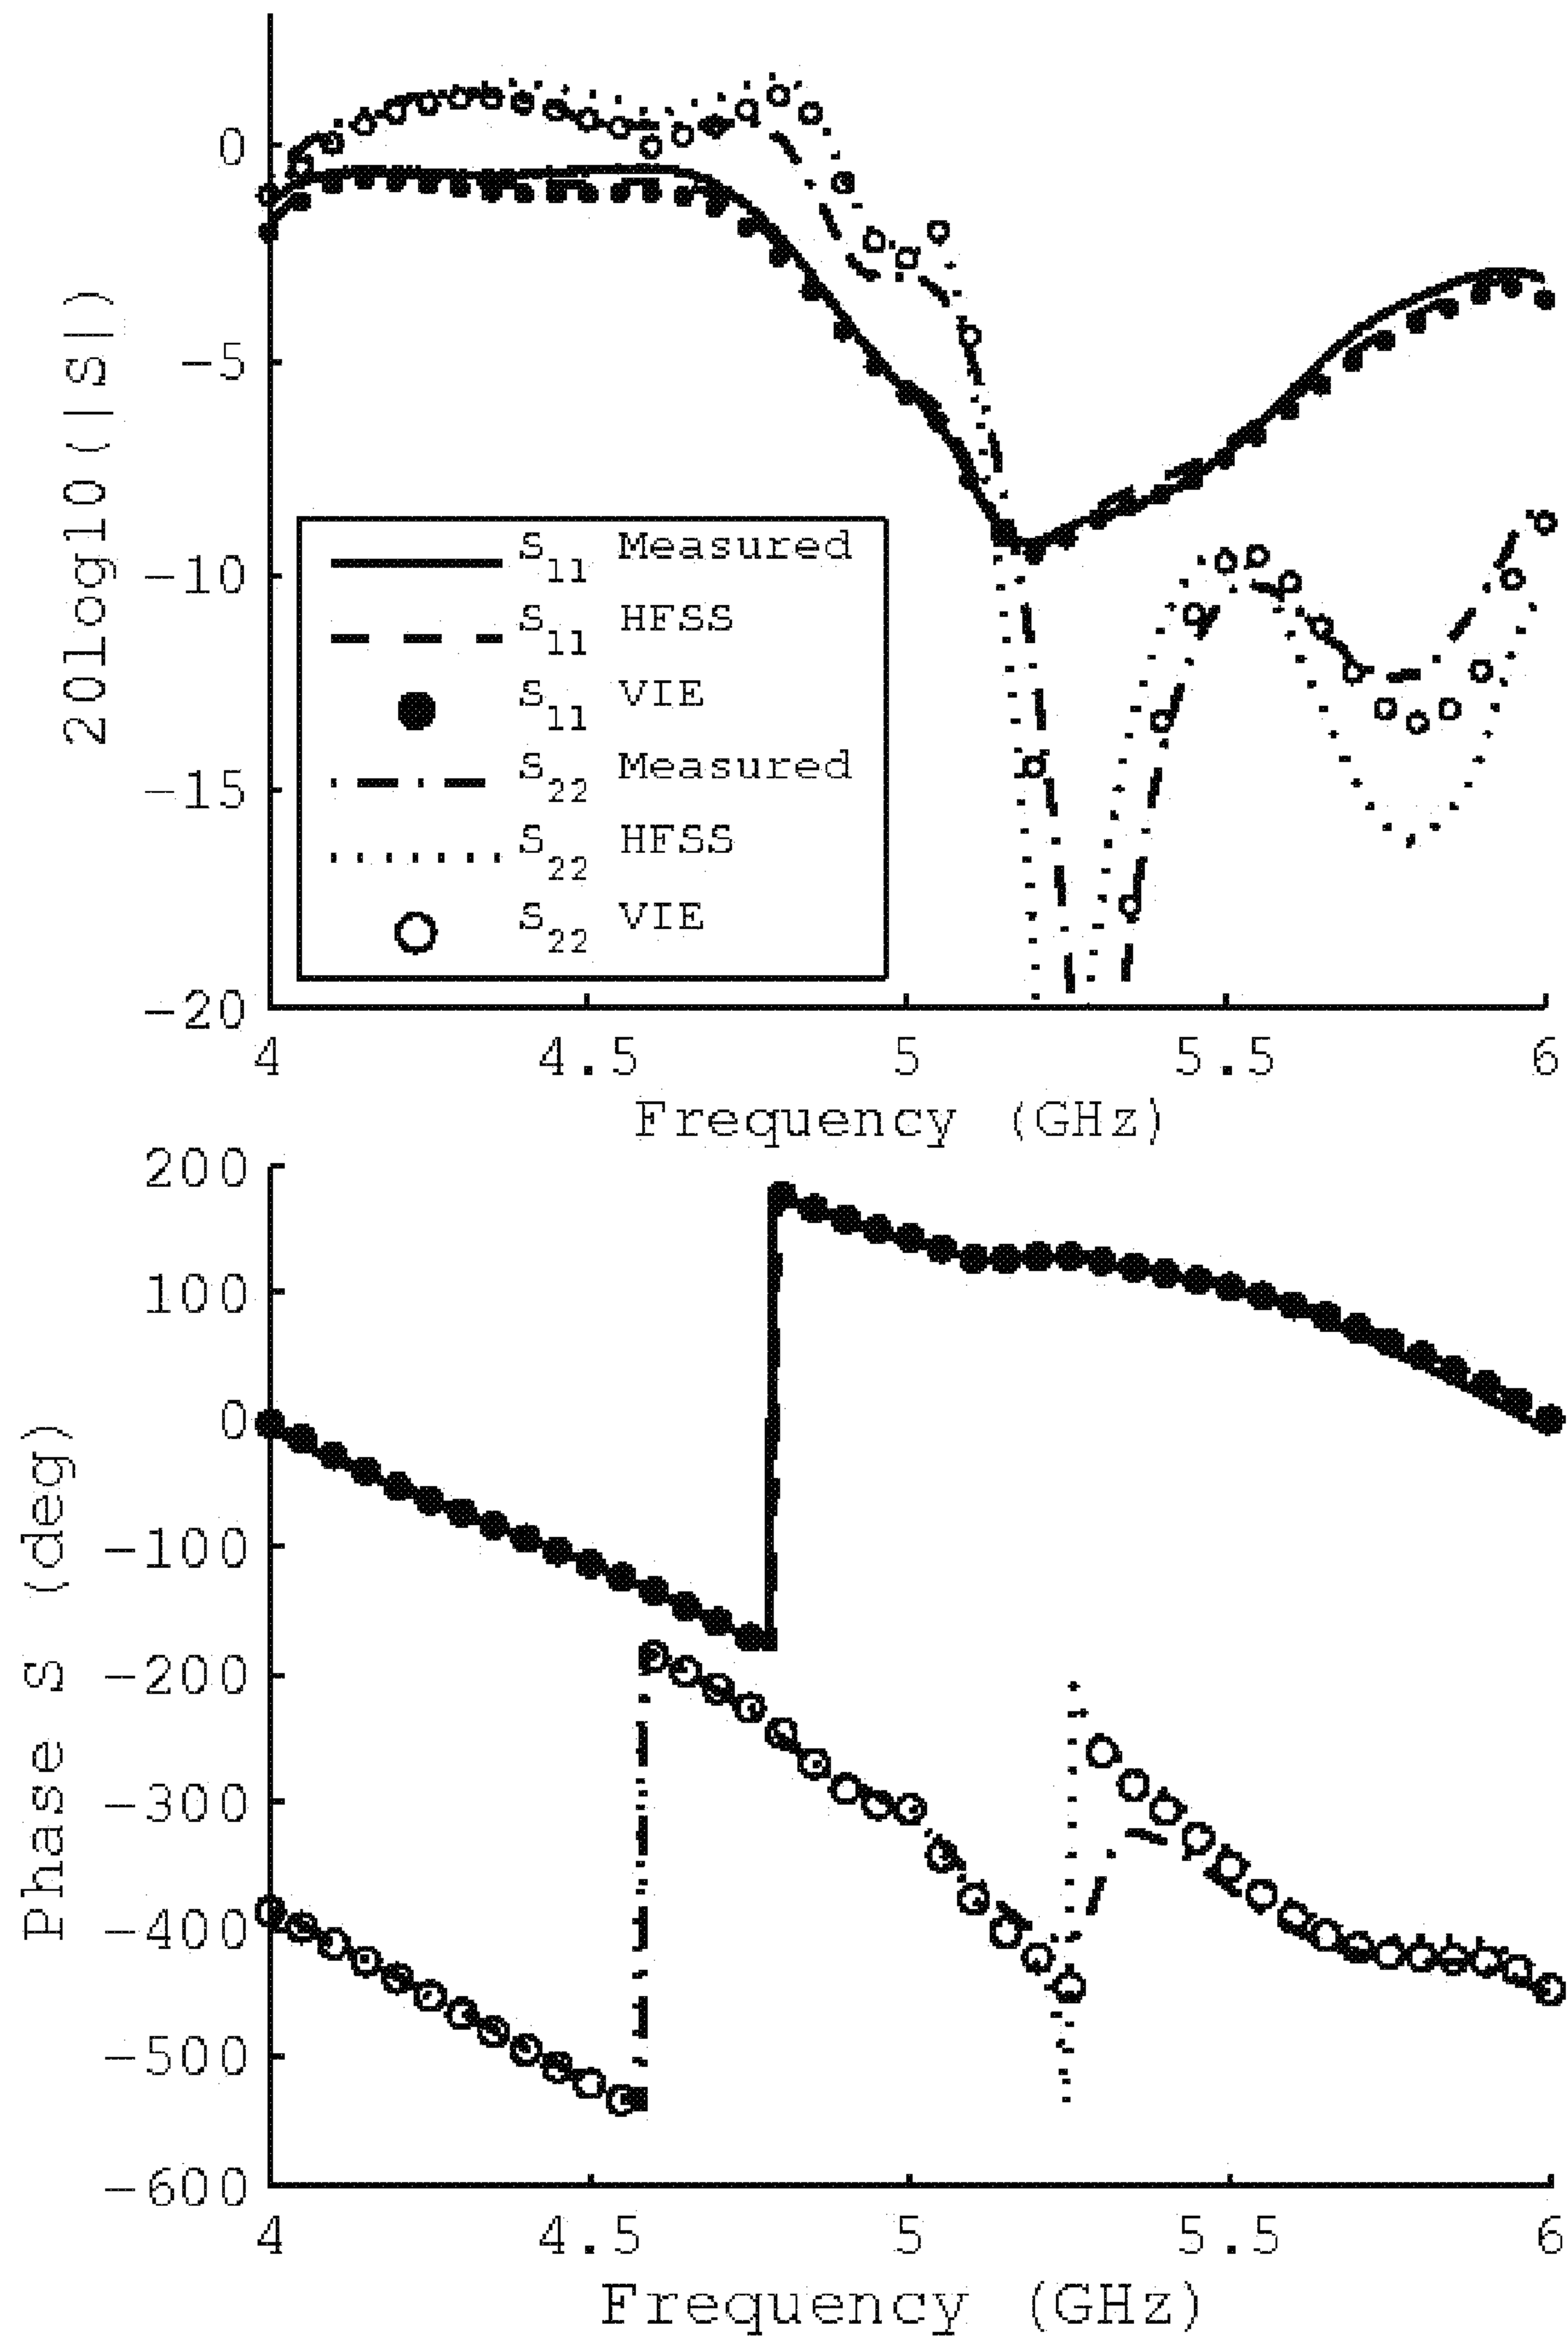 20log10(|S|)
0
-5
-10
-15
-20
S11 Measured
S11 HFSS
S11 VIE
S22 Measured
S22 HFSS
S22 VIE
4 4.5 5 5.5 6
Frequency (GHz)
Phase S (deg)
200
100
0
-100
-200
-300
-400
-500
-600
4 4.5 5 5.5 6
Frequency (GHz)